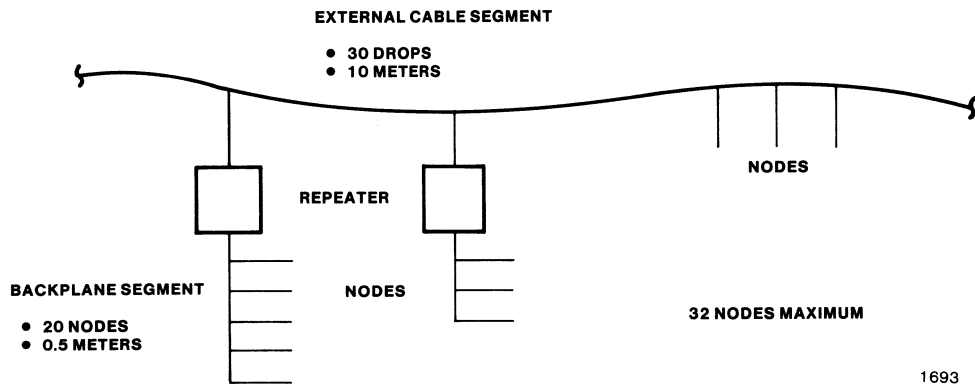 EXTERNAL CABLE SEGMENT
● 30 DROPS
● 10 METERS
NODES
REPEATER
BACKPLANE SEGMENT
● 20 NODES
● 0.5 METERS
NODES
32 NODES MAXIMUM
1693